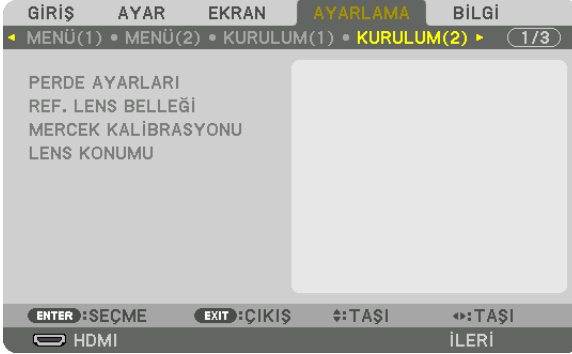 GİRİŞ AYAR EKRAN AYARLAMA BİLGİ
MENÜ(1) • MENÜ(2) • KURULUM(1) • KURULUM(2) 1/3
PERDE AYARLARI
REF. LENS BELLEĞİ
MERCEK KALİBRASYONU
LENS KONUMU
ENTER :SEÇME EXIT :ÇIKIŞ :TAŞI :TAŞI
HDMI İLERİ